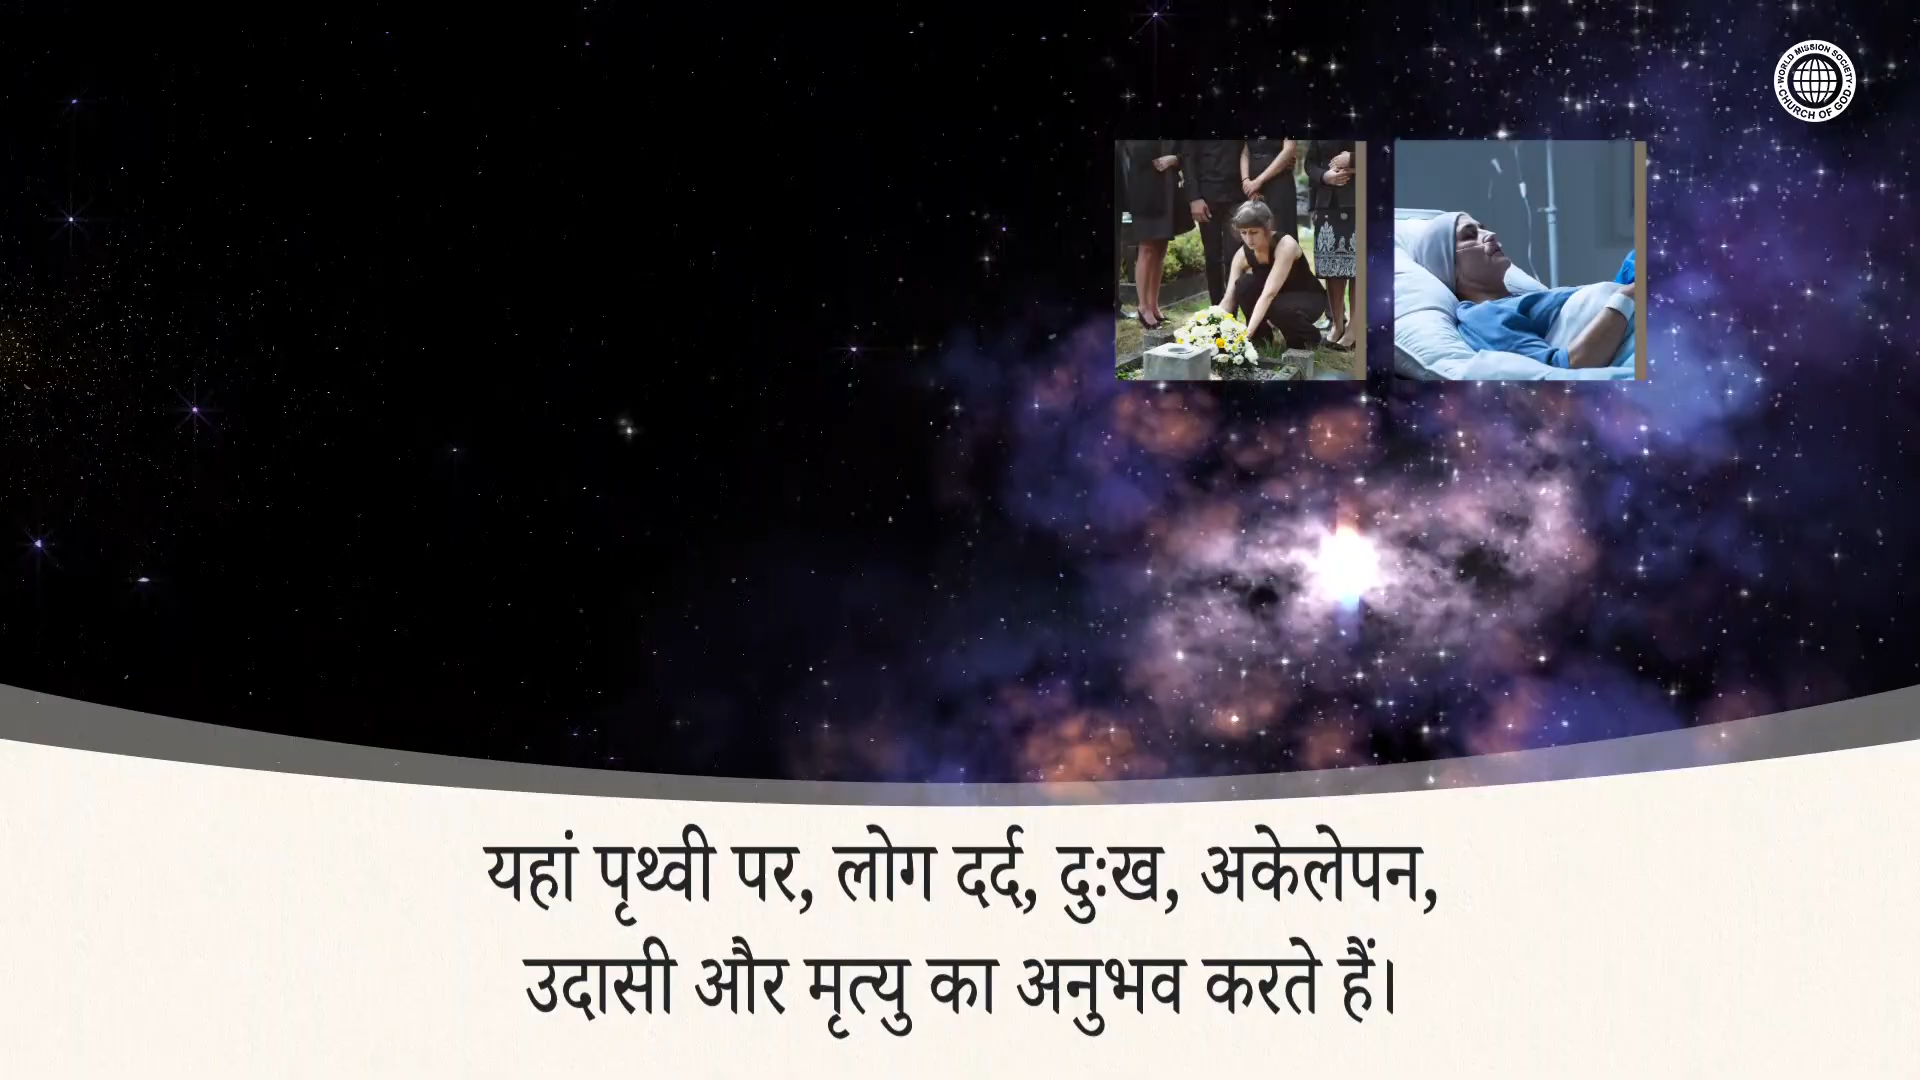 WORLD MISSION SOCIETY
CHURCH OF GOD
यहां पृथ्वी पर, लोग दर्द, दुःख, अकेलेपन,
उदासी और मृत्यु का अनुभव करते हैं।